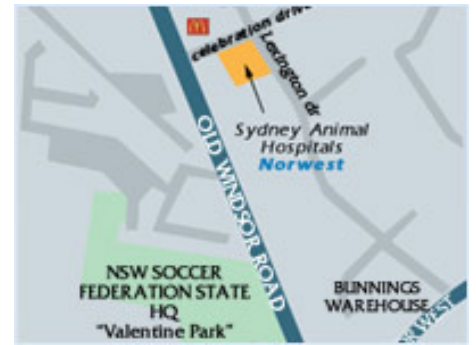 celebration drive
Lexington dr
Sydney Animal
Hospitals
Norwest
OLD WINDSOR ROAD
NSW SOCCER
FEDERATION STATE
HQ
"Valentine Park"
BUNNINGS
WAREHOUSE
WEST